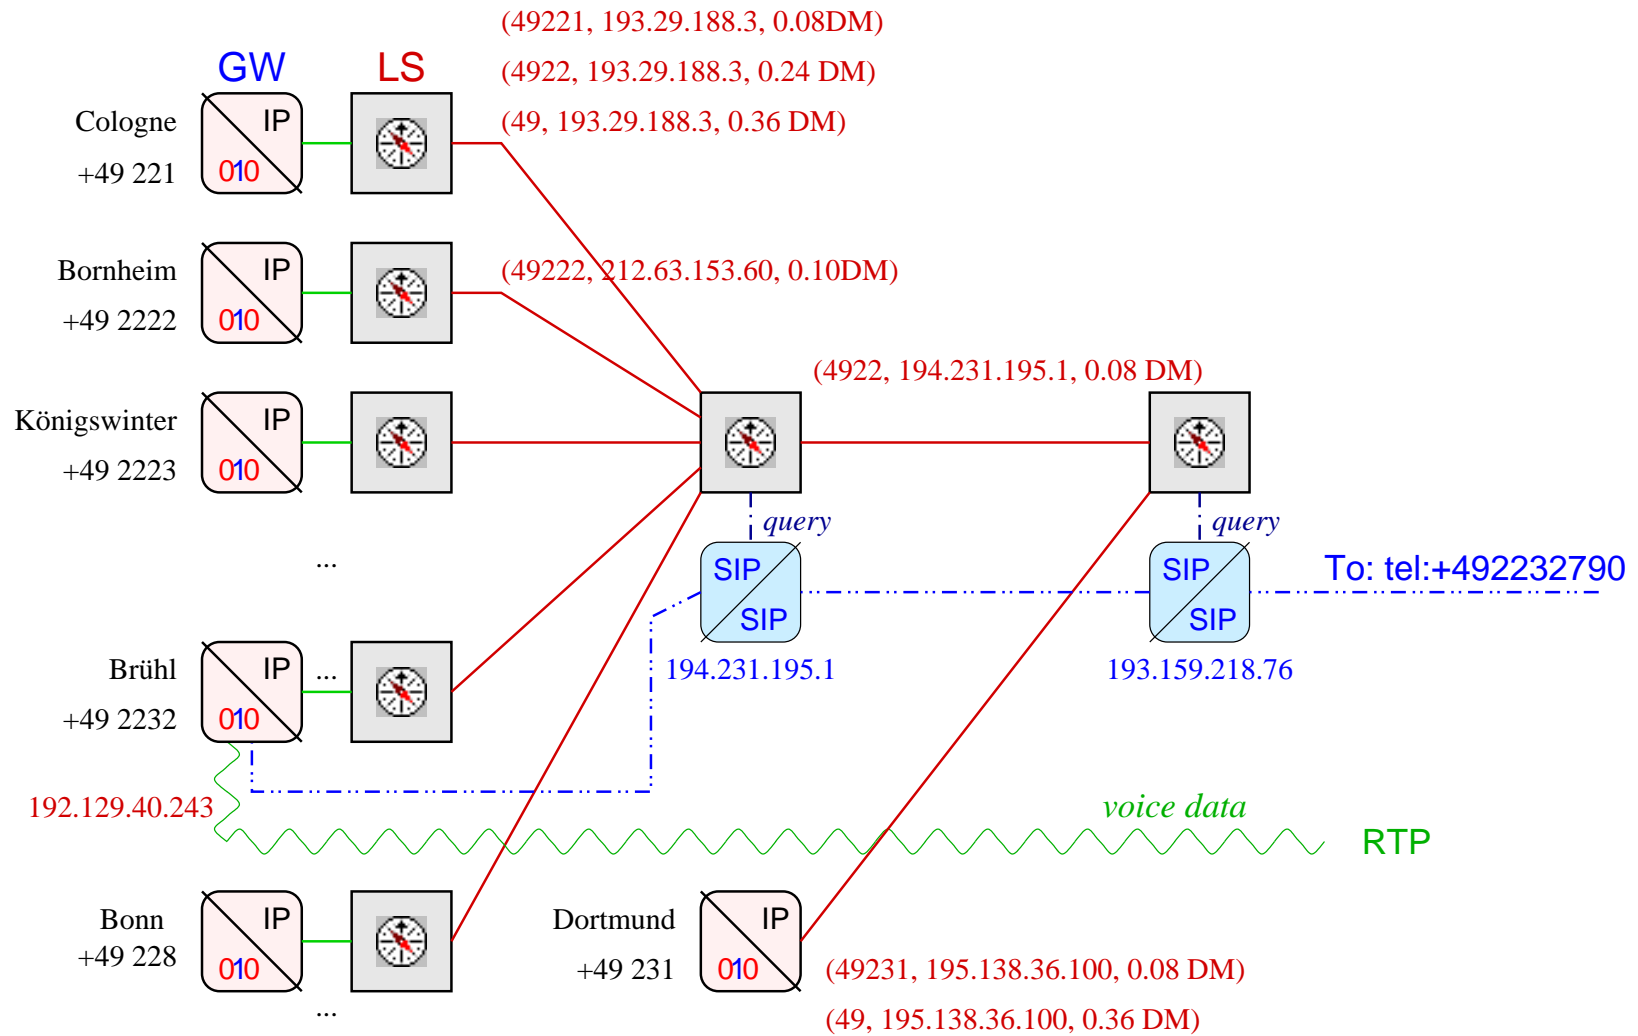 (49221, 193.29.188.3, 0.08DM)
GW
LS
(4922, 193.29.188.3, 0.24 DM)
Cologne
IP
(49, 193.29.188.3, 0.36 DM)
+49 221
010
Bornheim
IP
(49222, 212.63.153.60, 0.10DM)
+49 2222
010
(4922, 194.231.195.1, 0.08 DM)
Königswinter
IP
+49 2223
010
query
query
...
SIP
SIP
To: tel:+492232790
SIP
SIP
Brühl
IP
...
194.231.195.1
193.159.218.76
+49 2232
010
192.129.40.243
voice data
RTP
Bonn
IP
Dortmund
IP
+49 228
010
+49 231
010
(49231, 195.138.36.100, 0.08 DM)
...
(49, 195.138.36.100, 0.36 DM)